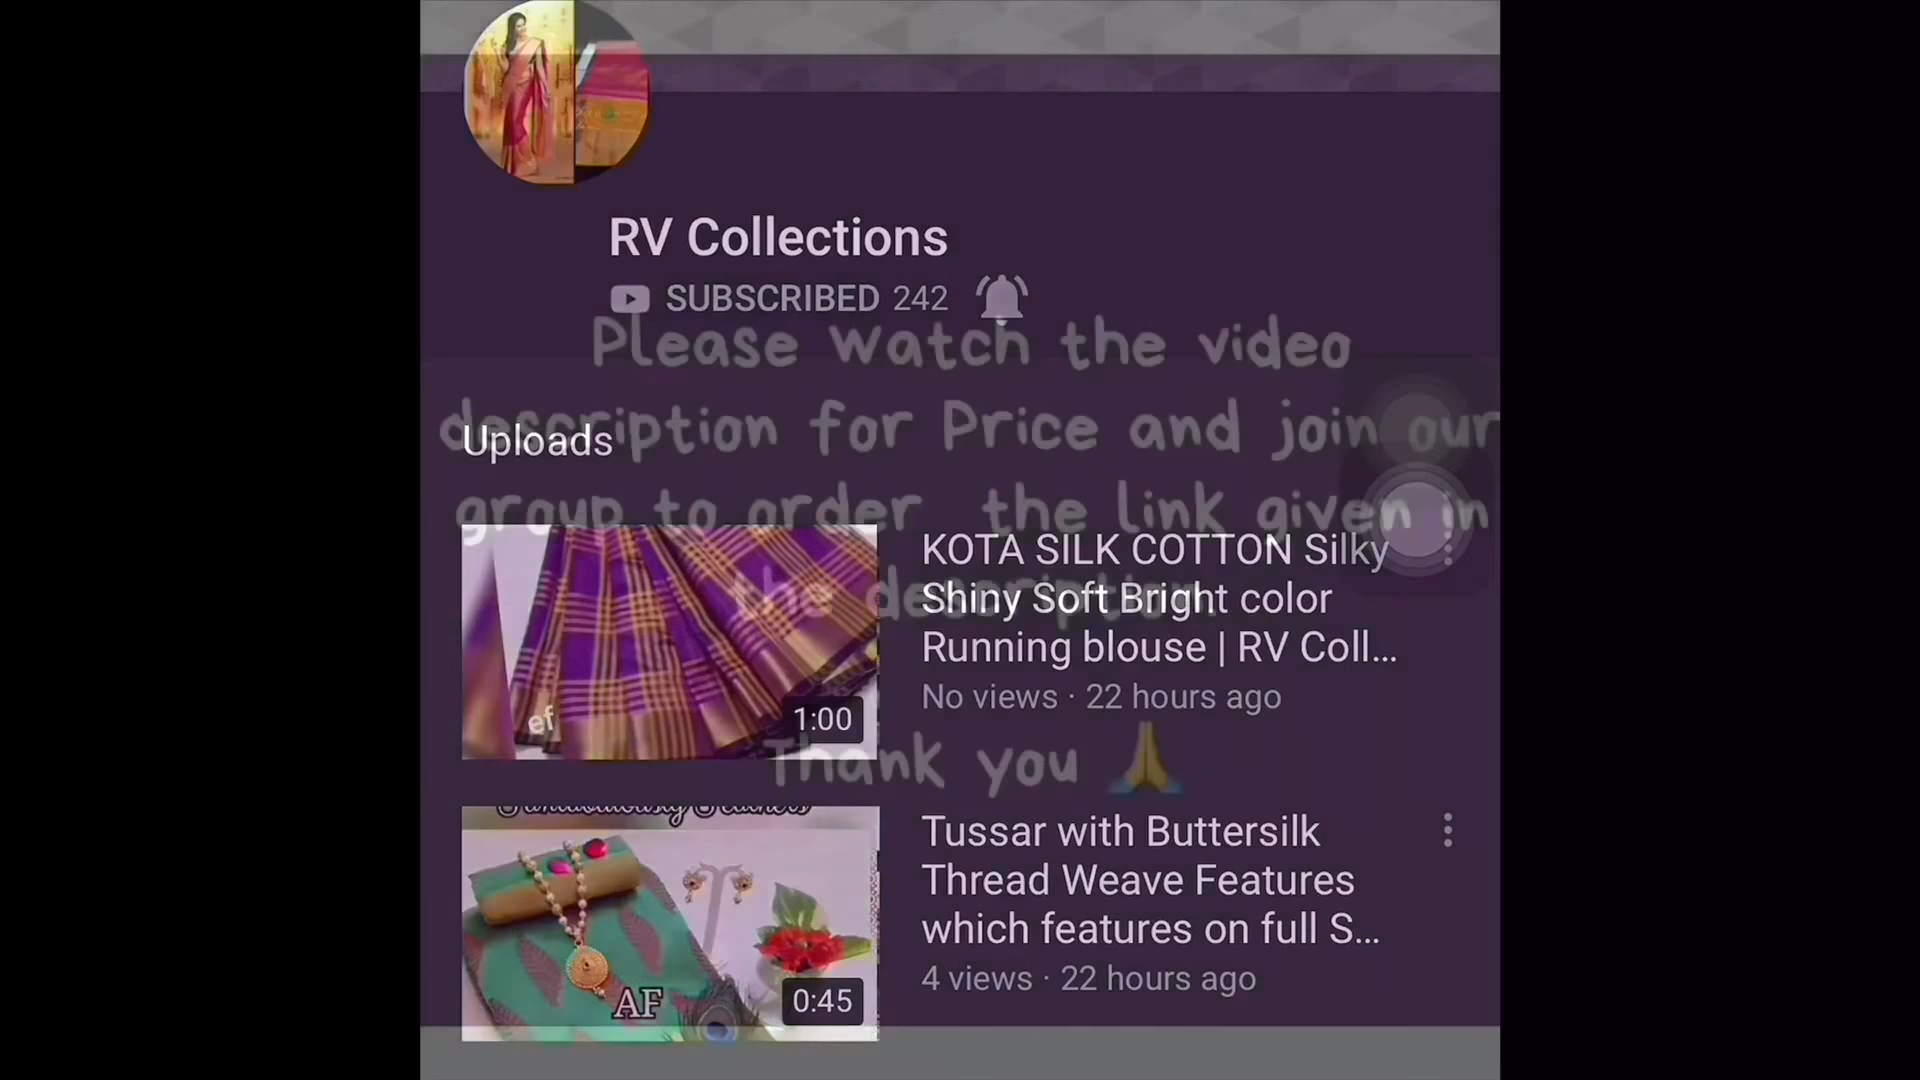 RV Collections
SUBSCRIBED 242
Please watch the video
description for Price and join our
Uploads
group to order the link given in
the description.
KOTA SILK COTTON Silky
Shiny Soft Bright color
Running blouse | RV Coll...
No views · 22 hours ago
ef
1:00
Thank you 🙏
Tussar with Buttersilk
Thread Weave Features
which features on full S...
4 views · 22 hours ago
AF
0:45